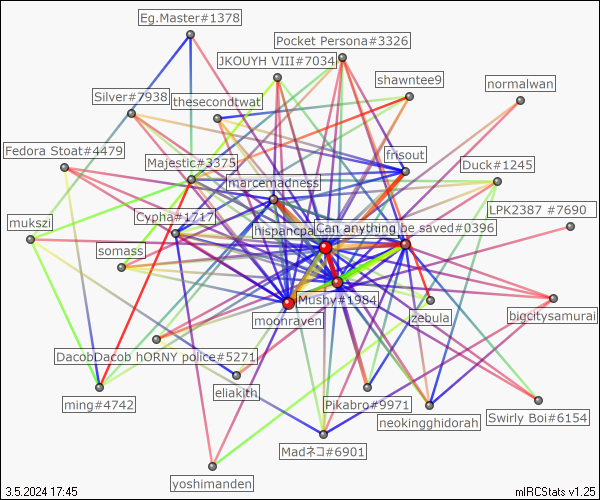 Eg.Master#1378
Pocket Persona#3326
JKOUYH VIII#7034
shawntee9
normalwan
Silver#7938
thesecondtwat
Fedora Stoat#4479
Majestic#3375
frisout
Duck#1245
marcemadness
LPK2387 #7690
mukszi
Cypha#1717
hispancpa
Can anything be saved#0396
somass
Mushy#1984
moonraven
zebula
bigcitysamurai
DacobDacob hORNY police#5271
eliakith
ming#4742
Pikabro#9971
neokingghidorah
Swirly Boi#6154
Madネコ#6901
yoshimanden
3.5.2024 17:45
mIRCStats v1.25